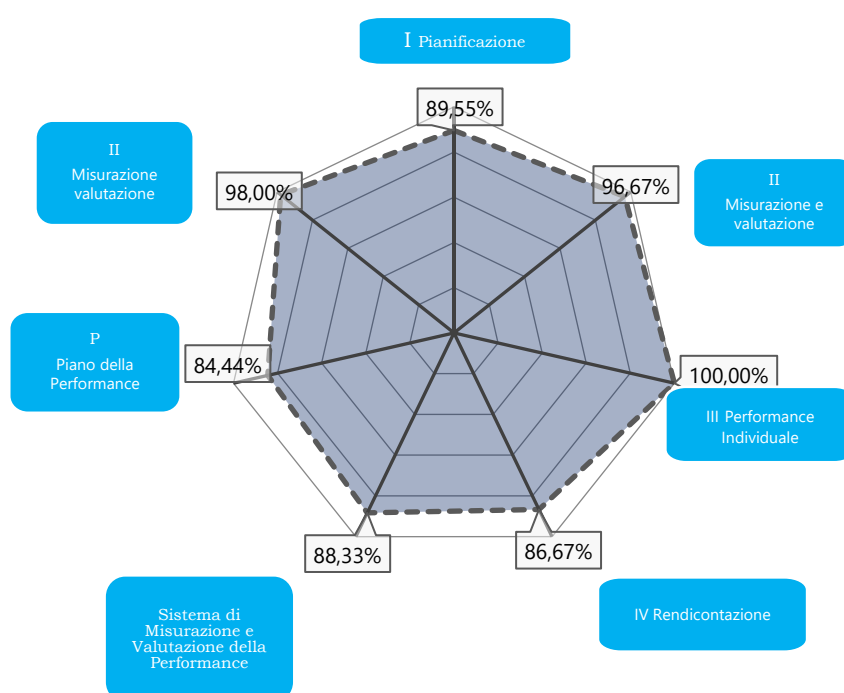 I Pianificazione
89,55%
II
Misurazione
valutazione
98,00%
96,67%
II
Misurazione e
valutazione
P
Piano della
Performance
84,44%
100,00%
III Performance
Individuale
88,33%
86,67%
Sistema di
Misurazione e
Valutazione della
Performance
IV Rendicontazione